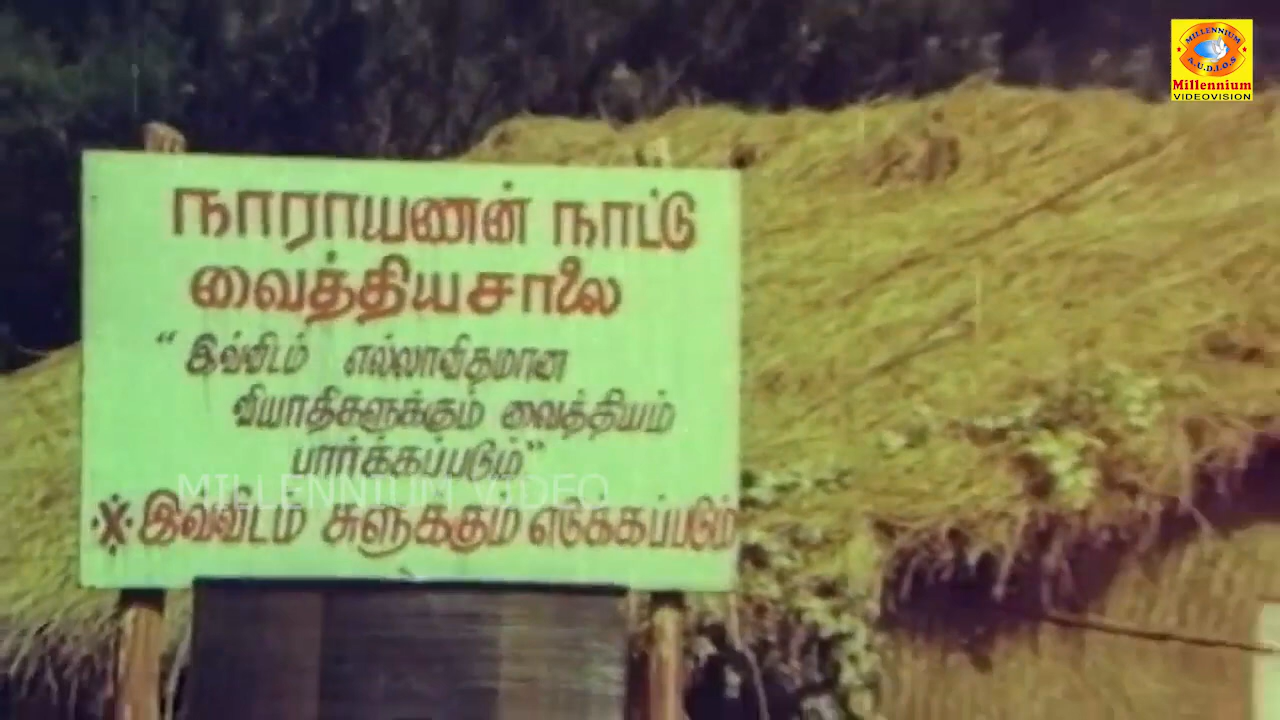 MILLENNIUM
A.U.D.I.O.S
Millennium
VIDEOVISION
நாராயணன் நாட்டு
வைத்தியசாலை
“இவ்விடம் எல்லாவிதமான
வியாதிகளுக்கும் வைத்தியம்
பார்க்கப்படும்”
MILLENNIUM VIDEO
இவ்விடம் சுளுக்கும் எடுக்கப்படும்